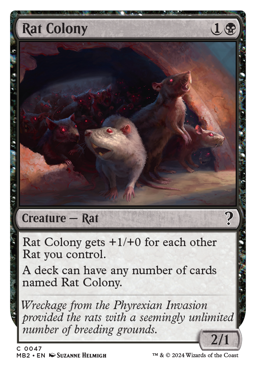 Rat Colony 1
Creature — Rat ?
Rat Colony gets +1/+0 for each other
Rat you control.
A deck can have any number of cards
named Rat Colony.
Wreckage from the Phyrexian Invasion
provided the rats with a seemingly unlimited
number of breeding grounds.
2/1
C 0047
MB2 • EN SUZANNE HELMIGH
™ & © 2024 Wizards of the Coast